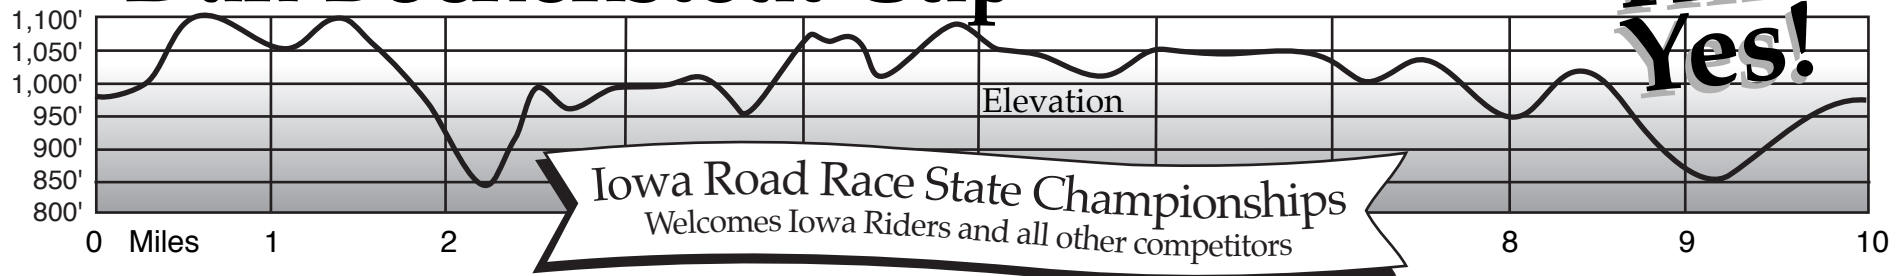 1,100'
1,050'
1,000'
950'
900'
850'
800'
Yes!
Elevation
Iowa Road Race State Championships
Welcomes Iowa Riders and all other competitors
0 Miles 1 2 8 9 10